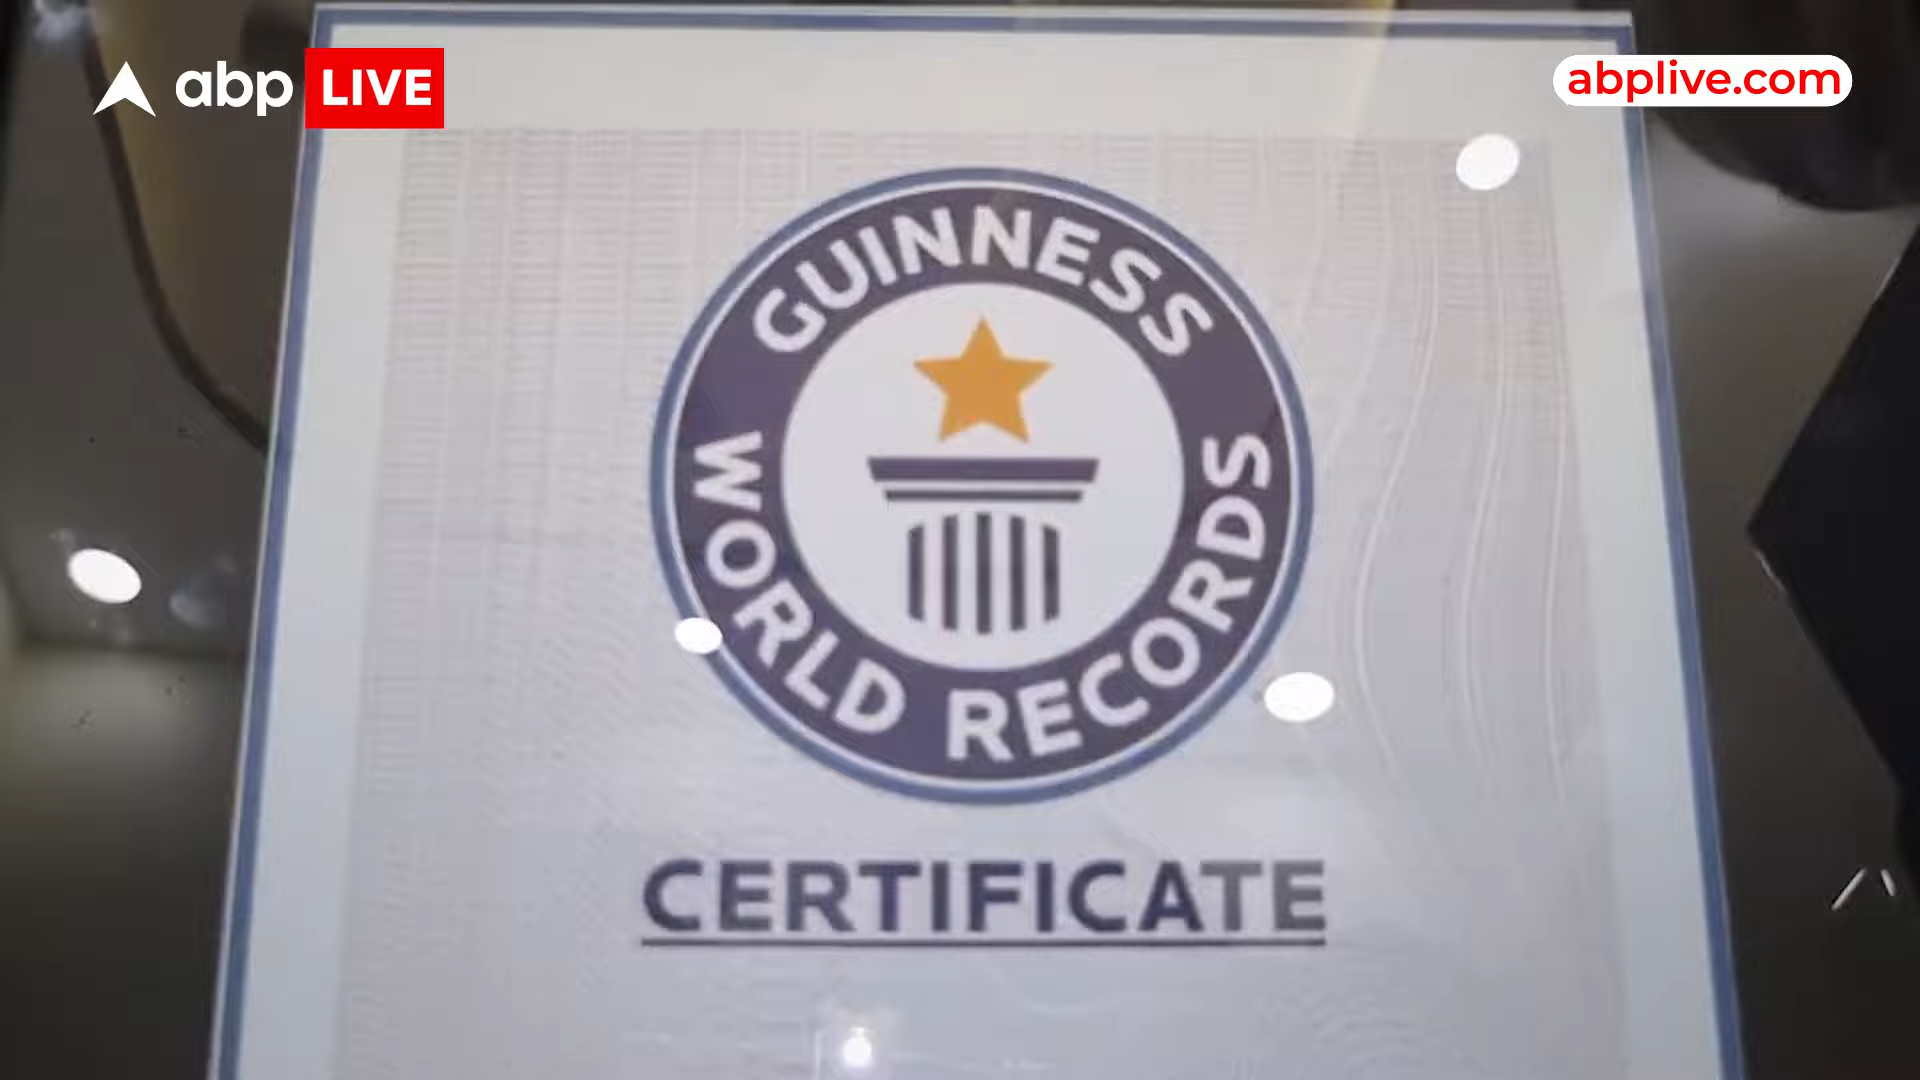 abp LIVE
abplive.com
GUINNESS
WORLD RECORDS
CERTIFICATE